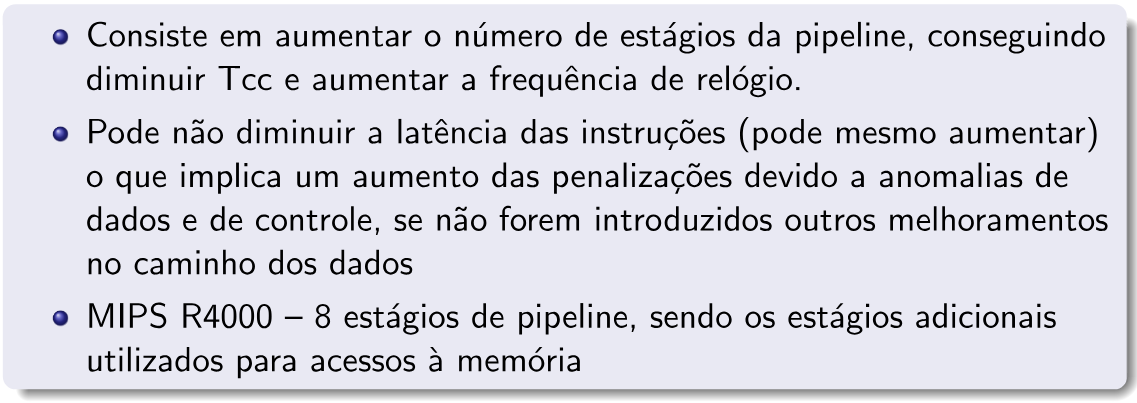 Consiste em aumentar o número de estágios da pipeline, conseguindo
diminuir Tcc e aumentar a frequência de relógio.
Pode não diminuir a latência das instruções (pode mesmo aumentar)
o que implica um aumento das penalizações devido a anomalias de
dados e de controle, se não forem introduzidos outros melhoramentos
no caminho dos dados
MIPS R4000 – 8 estágios de pipeline, sendo os estágios adicionais
utilizados para acessos à memória